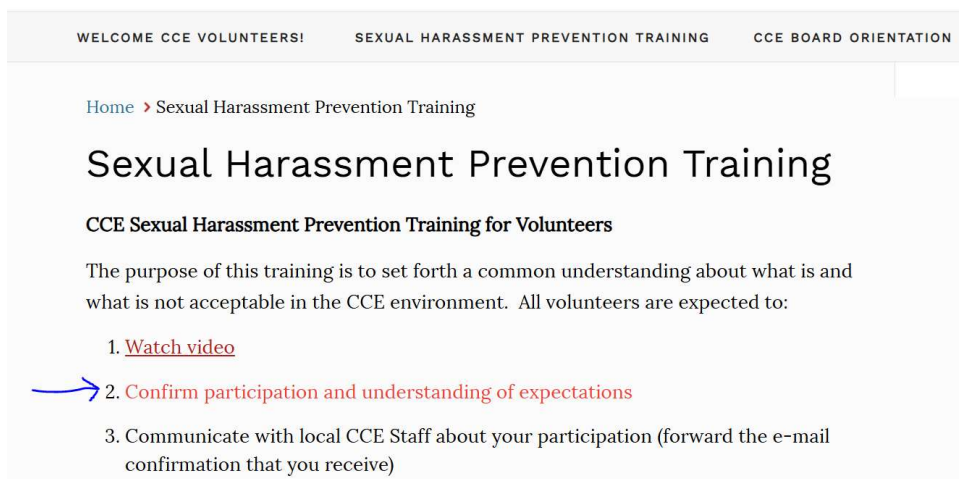 WELCOME CCE VOLUNTEERS! SEXUAL HARASSMENT PREVENTION TRAINING CCE BOARD ORIENTATION
Home > Sexual Harassment Prevention Training
Sexual Harassment Prevention Training
CCE Sexual Harassment Prevention Training for Volunteers
The purpose of this training is to set forth a common understanding about what is and
what is not acceptable in the CCE environment. All volunteers are expected to:
1. Watch video
2. Confirm participation and understanding of expectations
3. Communicate with local CCE Staff about your participation (forward the e-mail
confirmation that you receive)